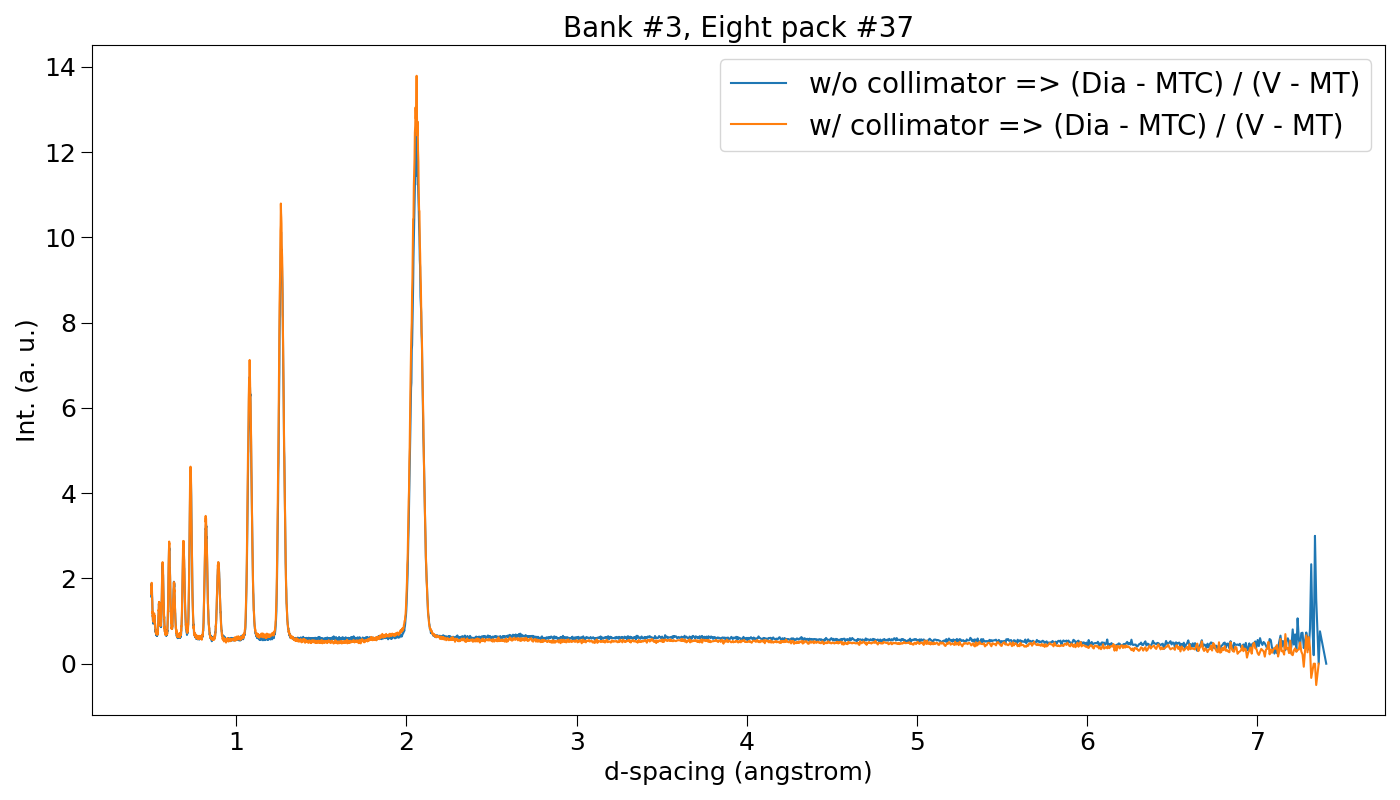 Bank #3, Eight pack #37
w/o collimator => (Dia - MTC) / (V - MT)
w/ collimator => (Dia - MTC) / (V - MT)
Int. (a. u.)
14
12
10
8
6
4
2
0
1 2 3 4 5 6 7
d-spacing (angstrom)